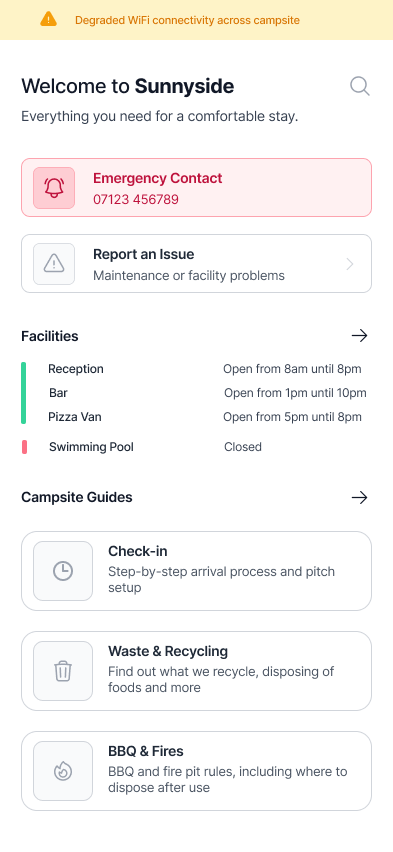 Degraded WiFi connectivity across campsite
Welcome to Sunnyside
Everything you need for a comfortable stay.
Emergency Contact
07123 456789
Report an Issue
Maintenance or facility problems
Facilities
Reception Open from 8am until 8pm
Bar Open from 1pm until 10pm
Pizza Van Open from 5pm until 8pm
Swimming Pool Closed
Campsite Guides
Check-in
Step-by-step arrival process and pitch
setup
Waste & Recycling
Find out what we recycle, disposing of
foods and more
BBQ & Fires
BBQ and fire pit rules, including where to
dispose after use